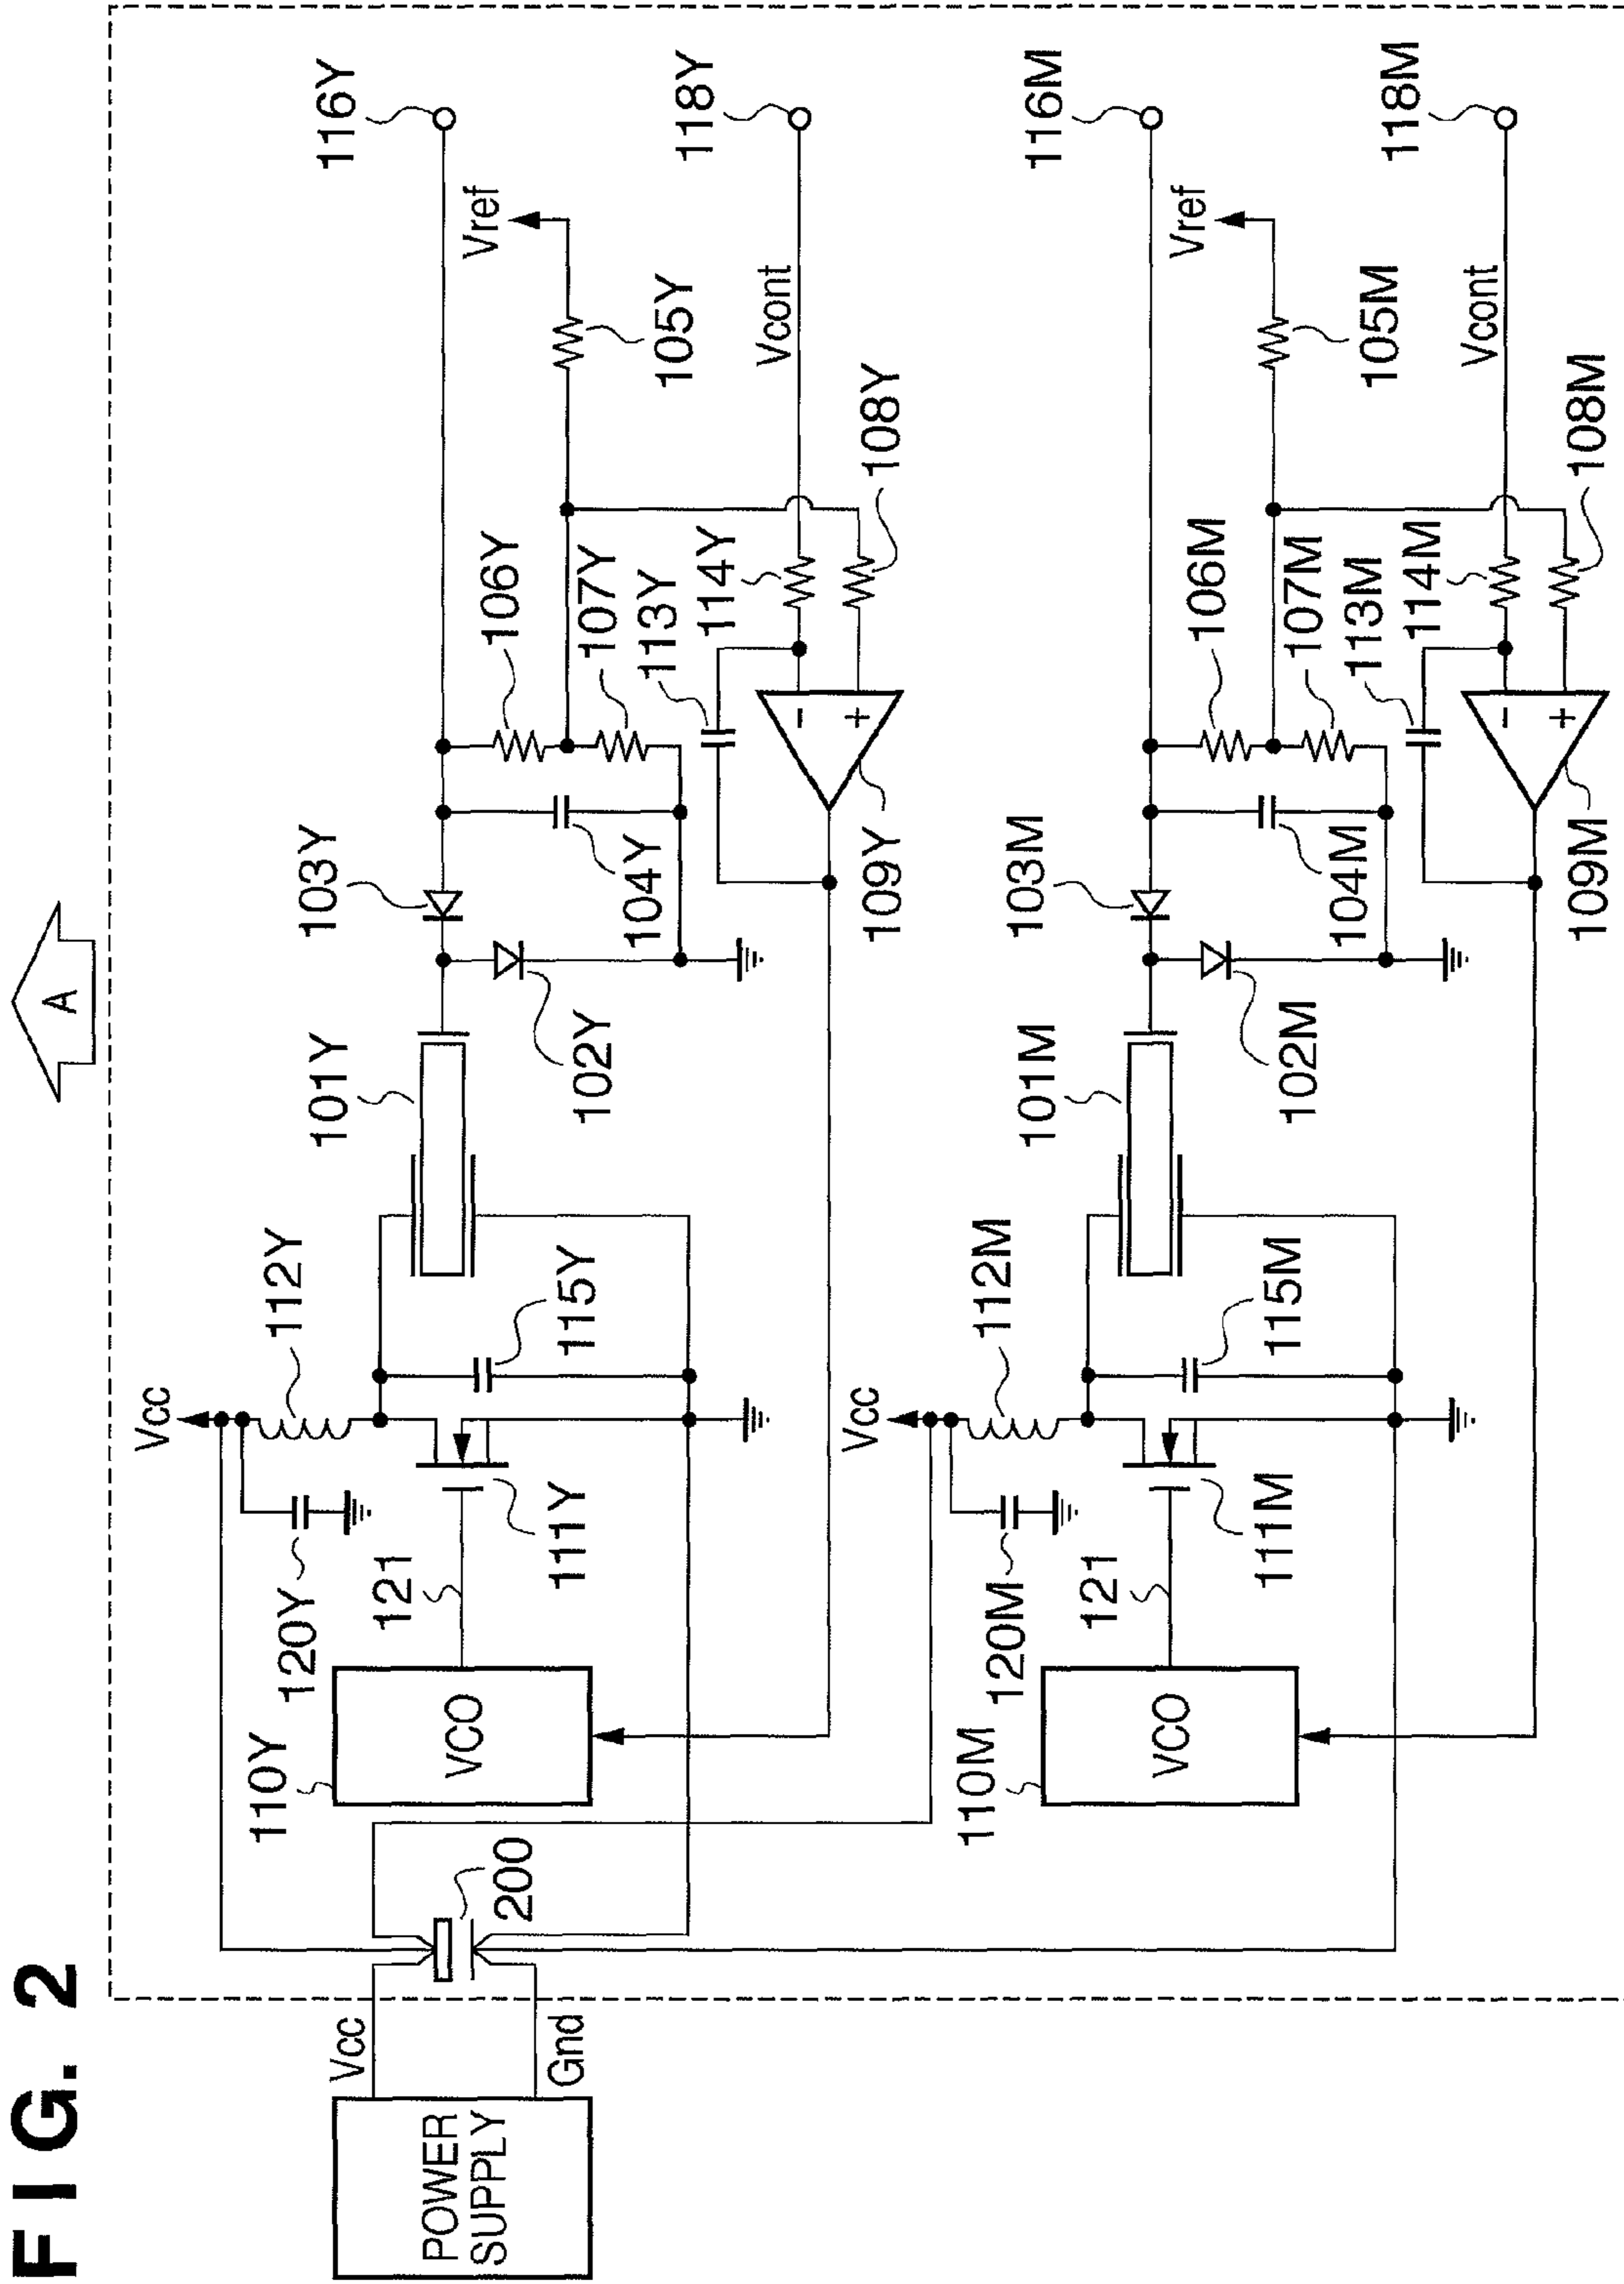 FIG. 2
A
POWER
SUPPLY
Vcc
Gnd
200
Vcc
112Y
120Y
110Y
VCO
121
111Y
115Y
101Y
102Y
103Y
104Y
106Y
107Y
113Y
114Y
108Y
109Y
-
+
105Y
Vref
Vcont
116Y
118Y
Vcc
112M
120M
110M
VCO
121
111M
115M
101M
102M
103M
104M
106M
107M
113M
114M
108M
109M
-
+
105M
Vref
Vcont
116M
118M